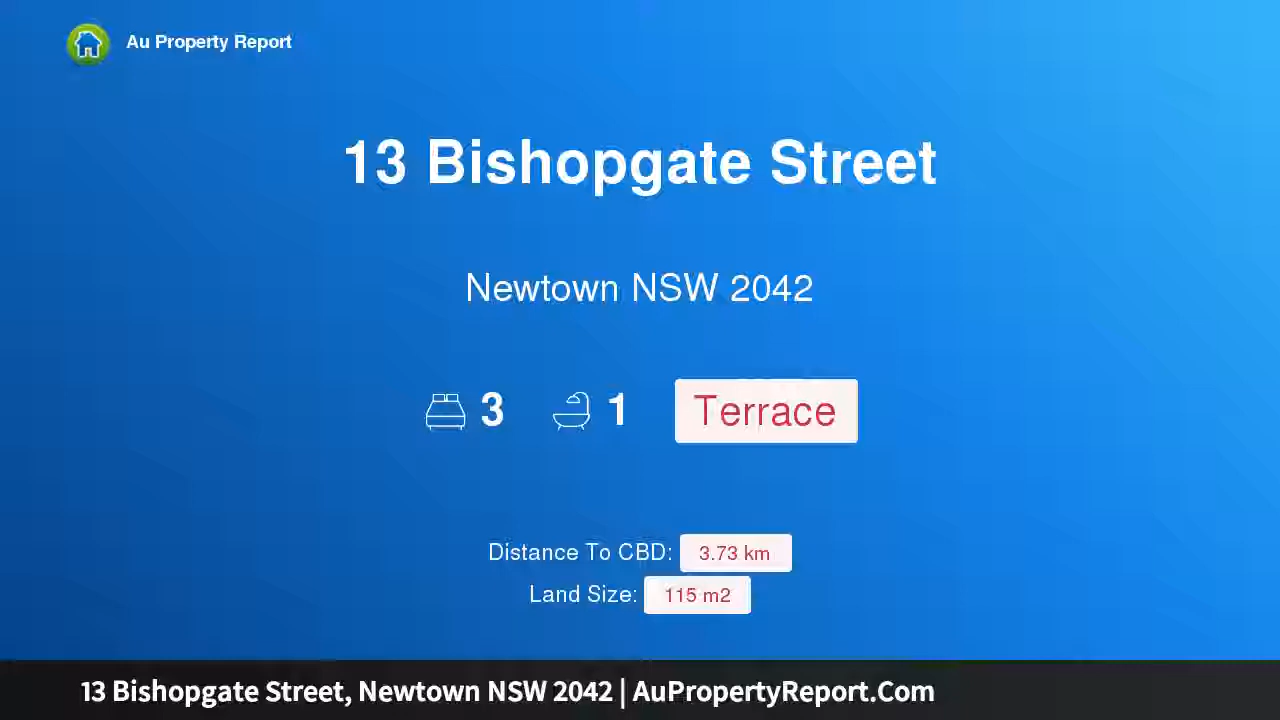 Au Property Report
13 Bishopgate Street
Newtown NSW 2042
3 1 Terrace
Distance To CBD: 3.73 km
Land Size: 115 m2
13 Bishopgate Street, Newtown NSW 2042 | AuPropertyReport.Com